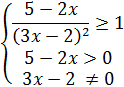 5 − 2x / (3x − 2)² ≥ 1
5 − 2x > 0
3x − 2 ≠ 0